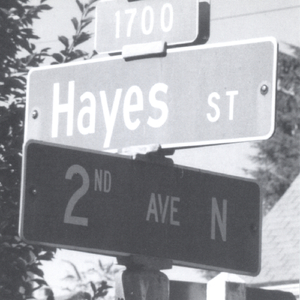 1700
Hayes ST
2ND AVE N